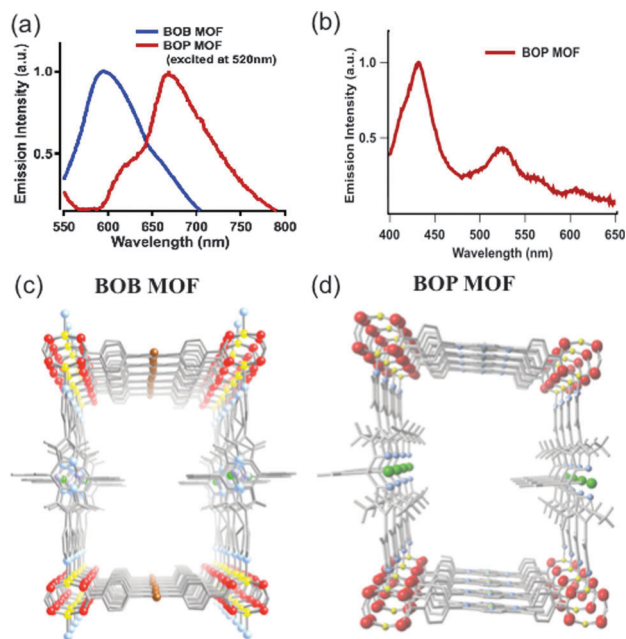 (a)
BOB MOF
BOP MOF
(excited at 520nm)
Emission Intensity (a.u.)
1.0
0.5
550 600 650 700 750 800
Wavelength (nm)
(b)
BOP MOF
Emission Intensity (a.u.)
1.0
0.5
400 450 500 550 600 650
Wavelength (nm)
(c) BOB MOF
(d) BOP MOF